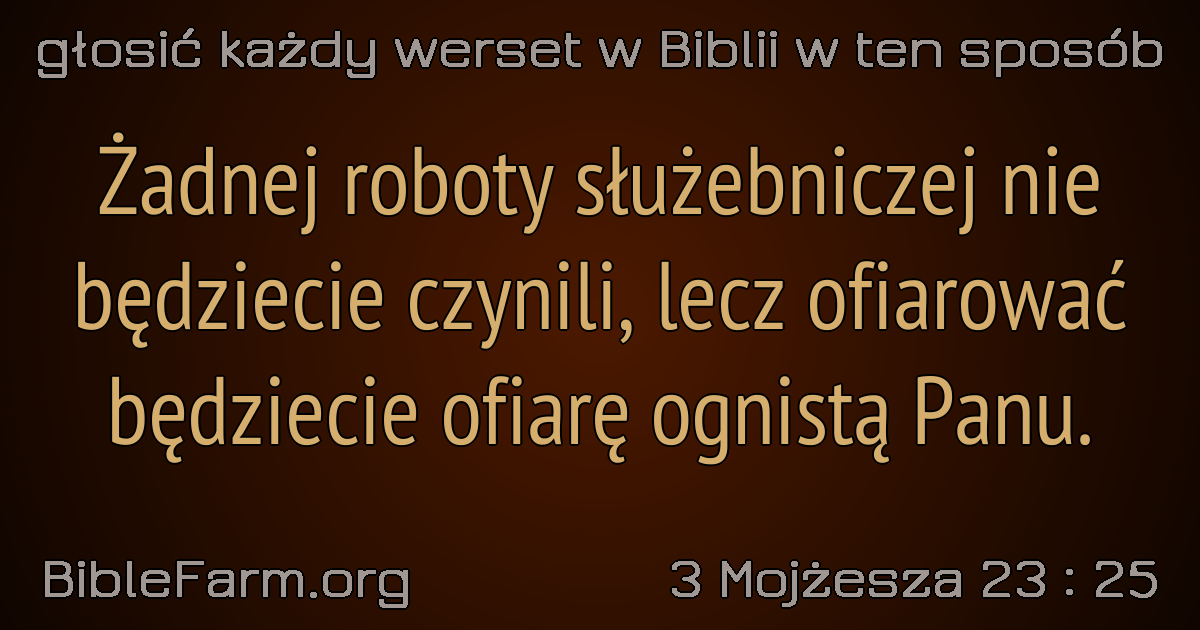 głosić każdy werset w Biblii w ten sposób
Żadnej roboty służebniczej nie
będziecie czynili, lecz ofiarować
będziecie ofiarę ognistą Panu.
BibleFarm.org
3 Mojżesza 23 : 25